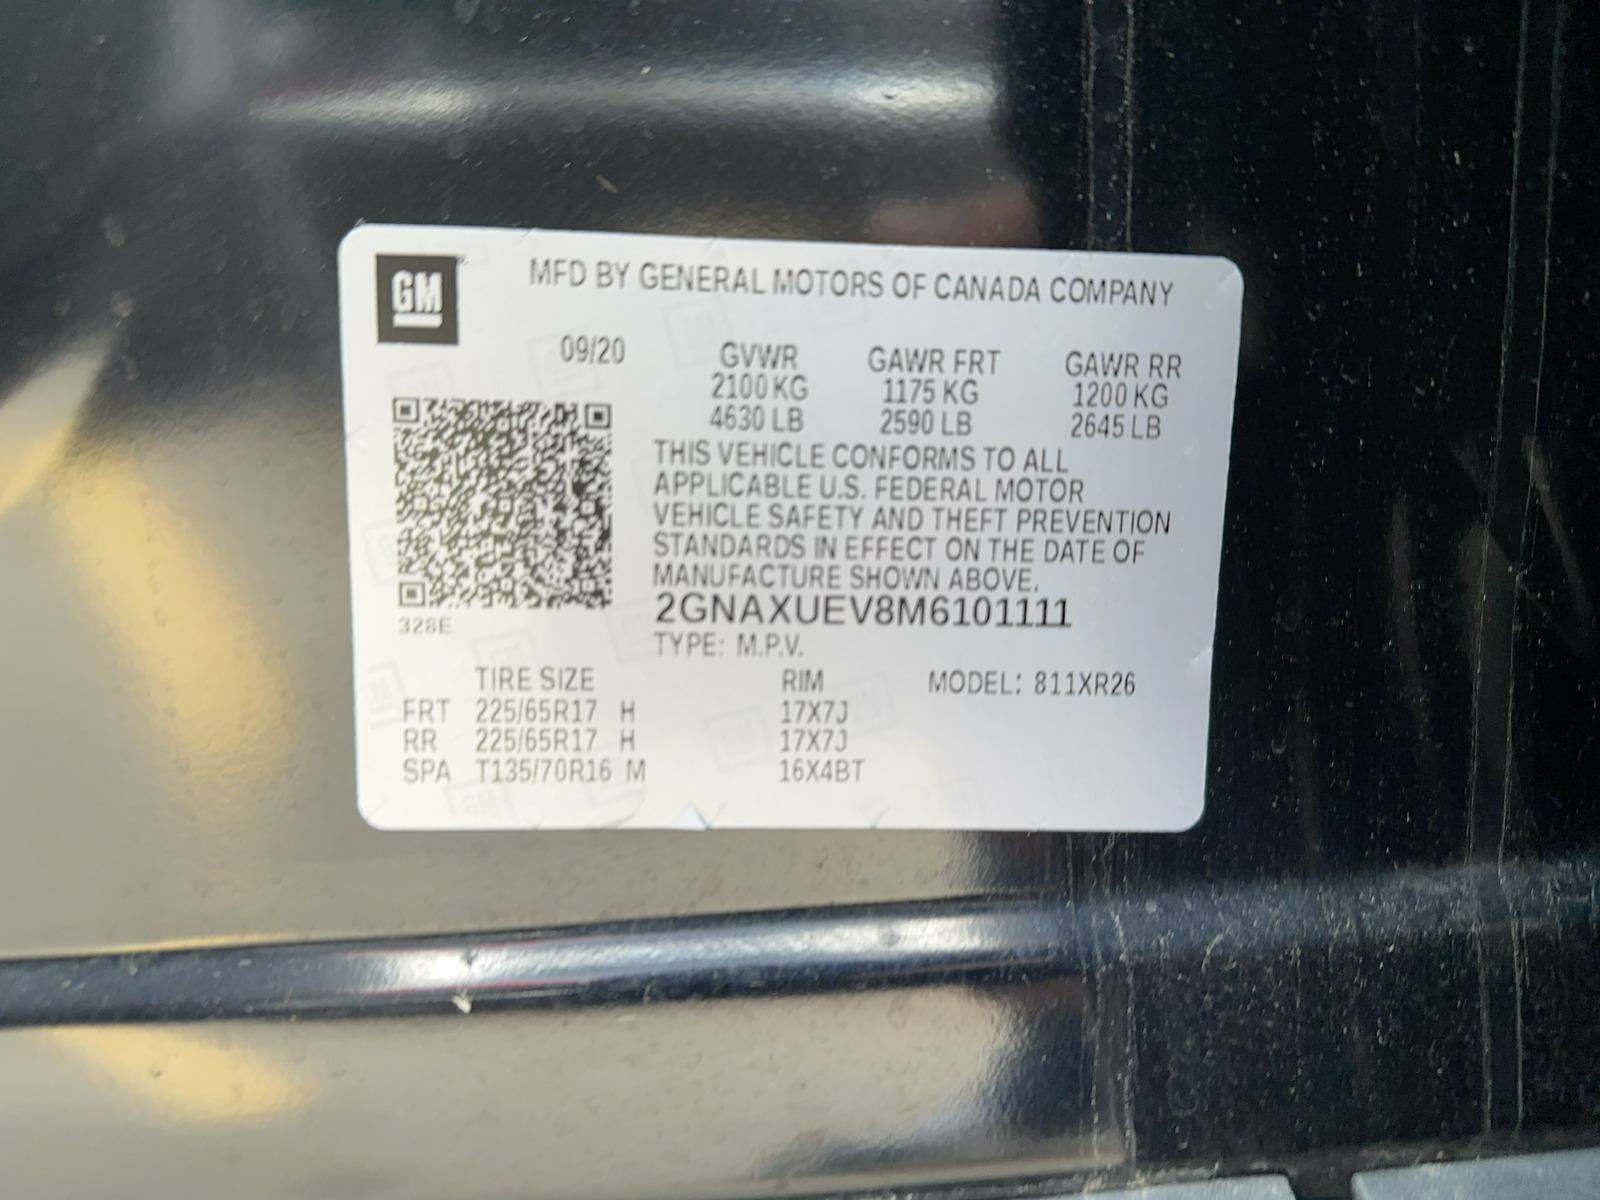 GM
MFD BY GENERAL MOTORS OF CANADA COMPANY
09/20 GVWR GAWR FRT GAWR RR
2100 KG 1175 KG 1200 KG
4630 LB 2590 LB 2645 LB
THIS VEHICLE CONFORMS TO ALL
APPLICABLE U.S. FEDERAL MOTOR
VEHICLE SAFETY AND THEFT PREVENTION
STANDARDS IN EFFECT ON THE DATE OF
MANUFACTURE SHOWN ABOVE.
2GNAXUEV8M6101111
328E
TYPE: M.P.V.
TIRE SIZE RIM MODEL: 811XR26
FRT 225/65R17 H 17X7J
RR 225/65R17 H 17X7J
SPA T135/70R16 M 16X4BT